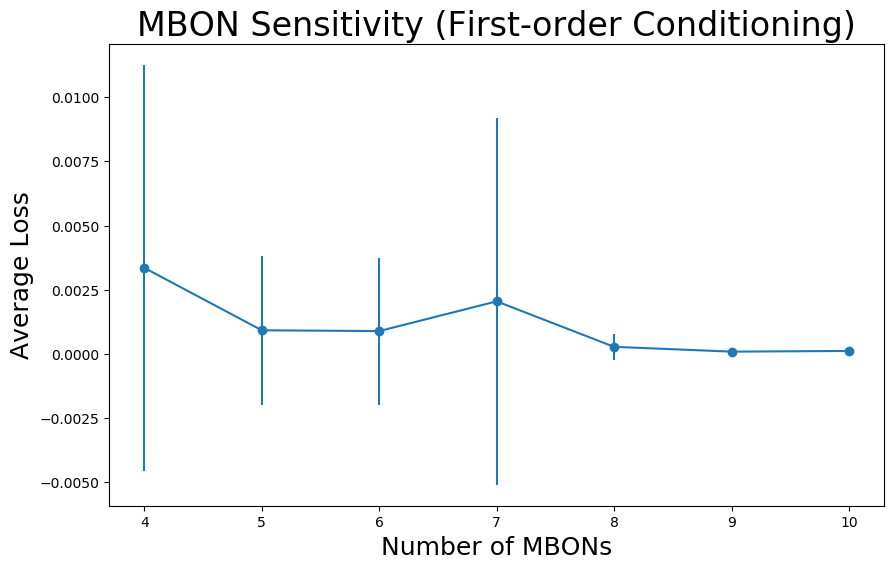 MBON Sensitivity (First-order Conditioning)
Average Loss
0.0100
0.0075
0.0050
0.0025
0.0000
−0.0025
−0.0050
4 5 6 7 8 9 10
Number of MBONs